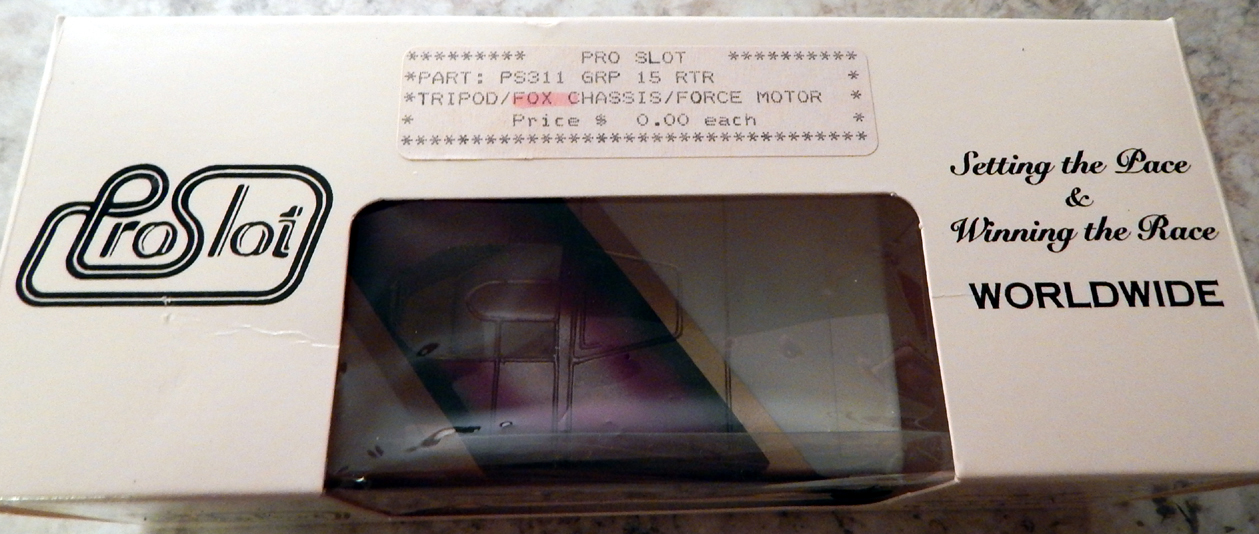 ********    PRO SLOT    *********
*PART: PS311 GRP 15 RTR *
*TRIPOD/FOX CHASSIS/FORCE MOTOR *
* Price $ 0.00 each *
**********************************
ProSlot
Setting the Pace
&
Winning the Race
WORLDWIDE